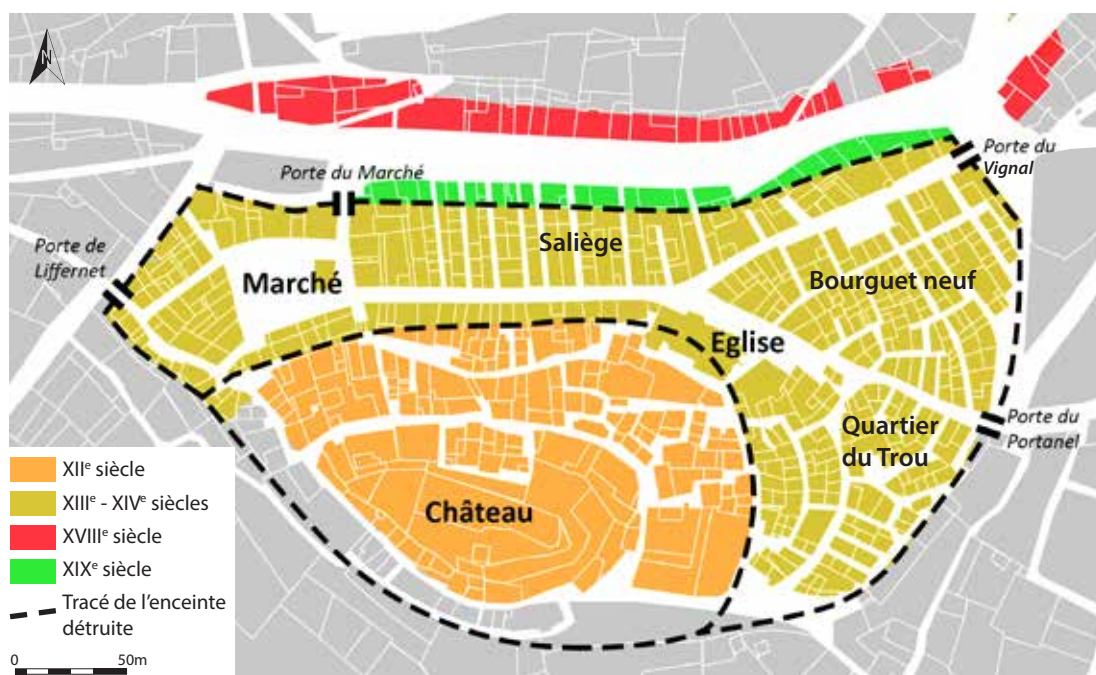 N
Porte du
Vignal
Porte du Marché
Saliège
Porte de
Liffernet
Marché
Bourguet neuf
Eglise
Porte du
Portanel
Quartier
du Trou
Château
XIIe siècle
XIIIe - XIVe siècles
XVIIIe siècle
XIXe siècle
Tracé de l'enceinte
détruite
0 50m